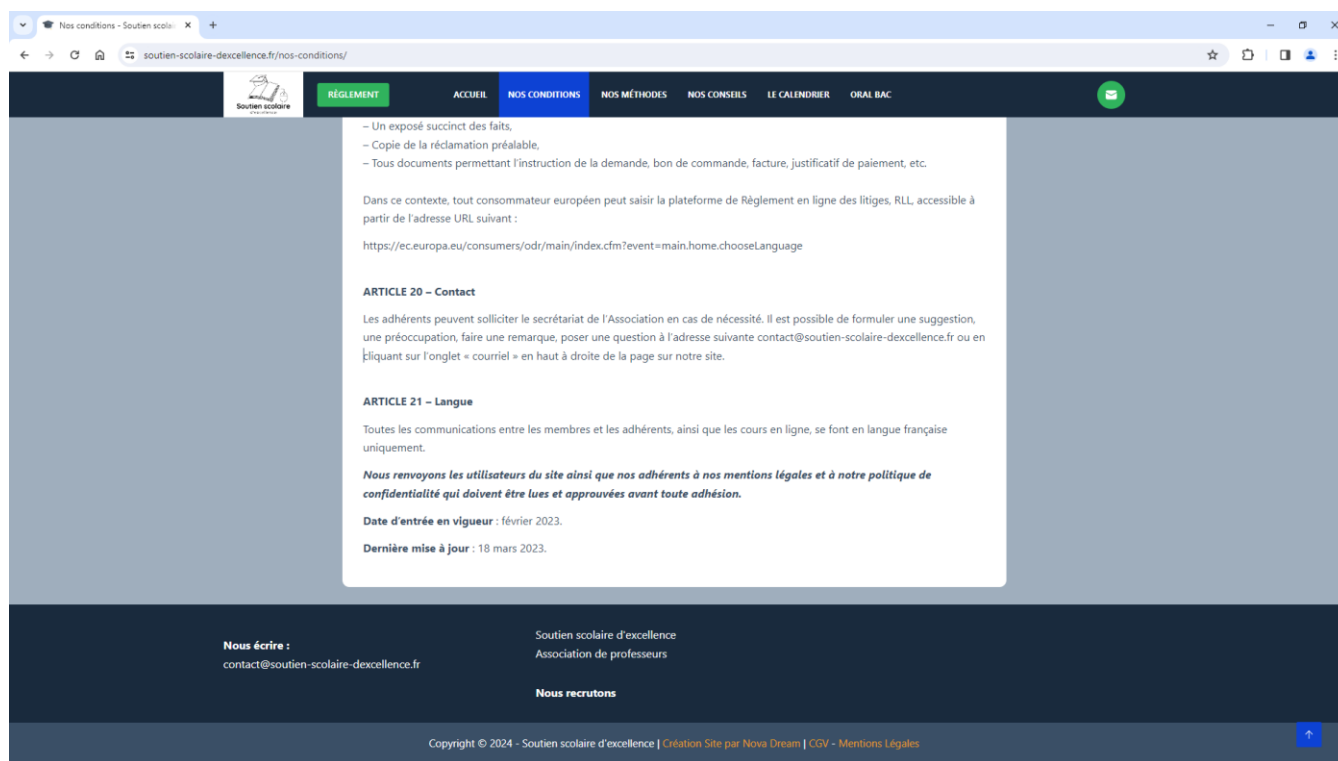 Nos conditions - Soutien scola
soutien-scolaire-dexcellence.fr/nos-conditions/
Soutien scolaire
d'excellence
RÈGLEMENT
ACCUEIL
NOS CONDITIONS
NOS MÉTHODES
NOS CONSEILS
LE CALENDRIER
ORAL BAC
– Un exposé succinct des faits,
– Copie de la réclamation préalable,
– Tous documents permettant l'instruction de la demande, bon de commande, facture, justificatif de paiement, etc.
Dans ce contexte, tout consommateur européen peut saisir la plateforme de Règlement en ligne des litiges, RLL, accessible à
partir de l'adresse URL suivant :
https://ec.europa.eu/consumers/odr/main/index.cfm?event=main.home.chooseLanguage
ARTICLE 20 – Contact
Les adhérents peuvent solliciter le secrétariat de l'Association en cas de nécessité. Il est possible de formuler une suggestion,
une préoccupation, faire une remarque, poser une question à l'adresse suivante contact@soutien-scolaire-dexcellence.fr ou en
cliquant sur l'onglet « courriel » en haut à droite de la page sur notre site.
ARTICLE 21 – Langue
Toutes les communications entre les membres et les adhérents, ainsi que les cours en ligne, se font en langue française
uniquement.
Nous renvoyons les utilisateurs du site ainsi que nos adhérents à nos mentions légales et à notre politique de
confidentialité qui doivent être lues et approuvées avant toute adhésion.
Date d'entrée en vigueur : février 2023.
Dernière mise à jour : 18 mars 2023.
Nous écrire :
contact@soutien-scolaire-dexcellence.fr
Soutien scolaire d'excellence
Association de professeurs
Nous recrutons
Copyright © 2024 - Soutien scolaire d'excellence | Création Site par Nova Dream | CGV - Mentions Légales